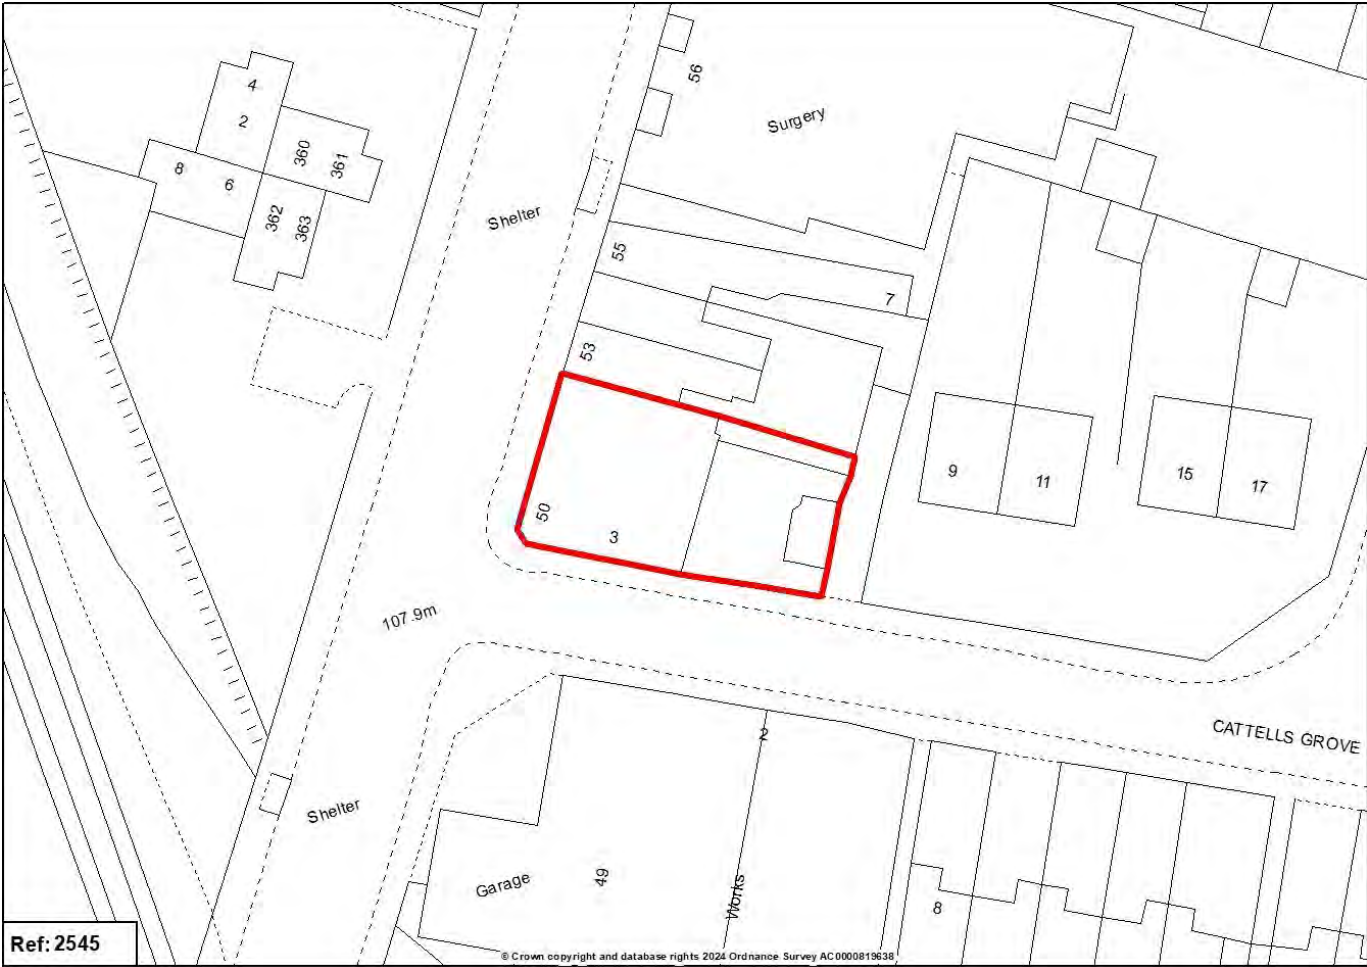 4
2
56
Surgery
360
361
8
6
362
363
Shelter
55
7
53
9
11
15
17
50
3
107.9m
CATTELLS GROVE
2
Shelter
Garage
49
Works
8
Ref: 2545
© Crown copyright and database rights 2024 Ordnance Survey AC0000819638